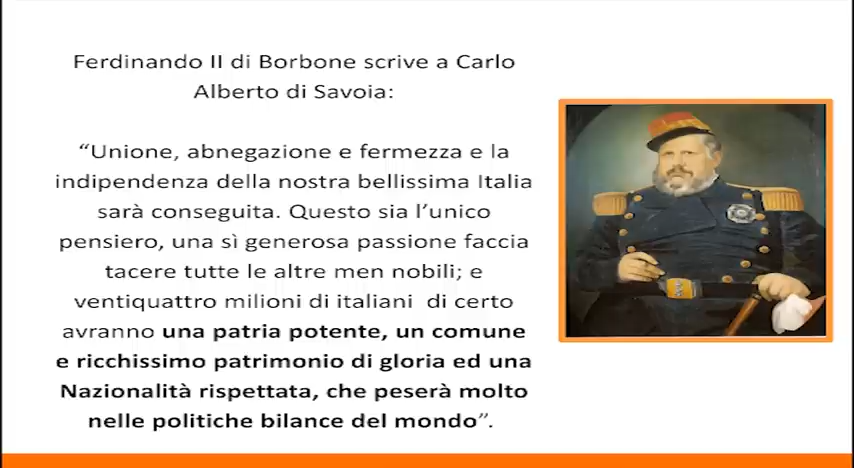 Ferdinando II di Borbone scrive a Carlo
Alberto di Savoia:
“Unione, abnegazione e fermezza e la
indipendenza della nostra bellissima Italia
sarà conseguita. Questo sia l’unico
pensiero, una sì generosa passione faccia
tacere tutte le altre men nobili; e
ventiquattro milioni di italiani di certo
avranno una patria potente, un comune
e ricchissimo patrimonio di gloria ed una
Nazionalità rispettata, che peserà molto
nelle politiche bilance del mondo”.